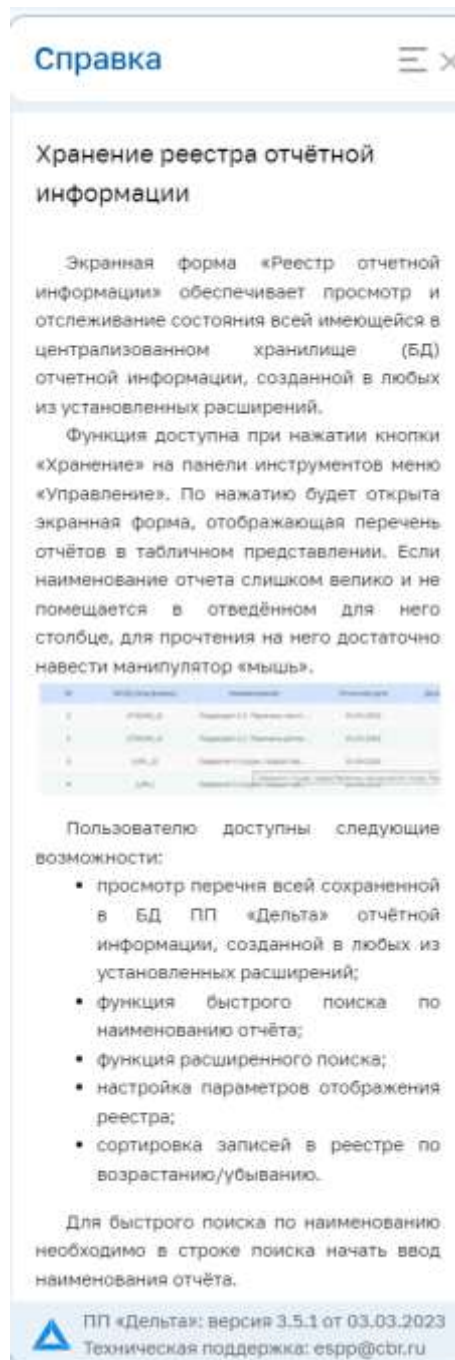 Справка
Хранение реестра отчётной
информации
Экранная форма «Реестр отчетной
информации» обеспечивает просмотр и
отслеживание состояния всей имеющейся в
централизованном хранилище (БД)
отчетной информации, созданной в любых
из установленных расширений.
Функция доступна при нажатии кнопки
«Хранение» на панели инструментов меню
«Управление». По нажатию будет открыта
экранная форма, отображающая перечень
отчётов в табличном представлении. Если
наименование отчета слишком велико и не
помещается в отведённом для него
столбце, для прочтения на него достаточно
навести манипулятор «мышь».
Пользователю доступны следующие
возможности:
• просмотр перечня всей сохраненной
в БД ПП «Дельта» отчётной
информации, созданной в любых из
установленных расширений;
• функция быстрого поиска по
наименованию отчёта;
• функция расширенного поиска;
• настройка параметров отображения
реестра;
• сортировка записей в реестре по
возрастанию/убыванию.
Для быстрого поиска по наименованию
необходимо в строке поиска начать ввод
наименования отчёта.
ПП «Дельта»: версия 3.5.1 от 03.03.2023
Техническая поддержка: espp@cbr.ru